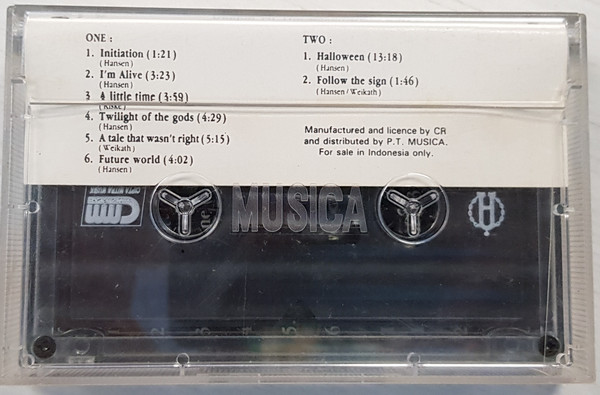 ONE :
1. Initiation (1:21)
(Hansen)
2. I'm Alive (3:23)
(Hansen)
3 A little time (3:59)
(Kiske)
4. Twilight of the gods (4:29)
(Hansen)
5. A tale that wasn't right (5:15)
(Weikath)
6. Future world (4:02)
(Hansen)
TWO :
1. Halloween (13:18)
(Hansen)
2. Follow the sign (1:46)
(Hansen/Weikath)
Manufactured and licence by CR
and distributed by P.T. MUSICA.
For sale in Indonesia only.
MUSICA